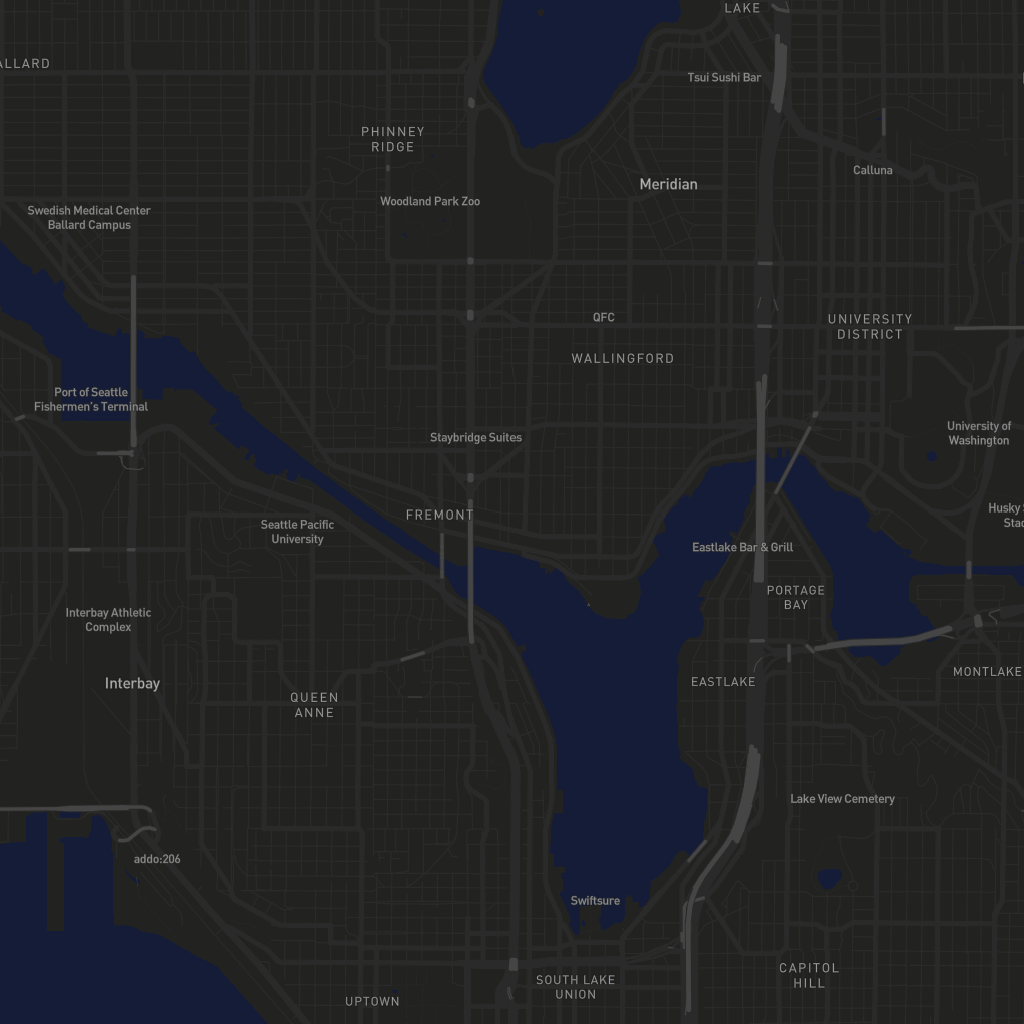 LAKE
ALLARD
Tsui Sushi Bar
PHINNEY
RIDGE
Calluna
Meridian
Woodland Park Zoo
Swedish Medical Center
Ballard Campus
QFC
UNIVERSITY
DISTRICT
WALLINGFORD
Port of Seattle
Fishermen's Terminal
University of
Washington
Staybridge Suites
FREMONT
Husky S
Stad
Seattle Pacific
University
Eastlake Bar & Grill
PORTAGE
BAY
Interbay Athletic
Complex
MONTLAKE
EASTLAKE
Interbay
QUEEN
ANNE
Lake View Cemetery
addo:206
Swiftsure
CAPITOL
HILL
SOUTH LAKE
UNION
UPTOWN